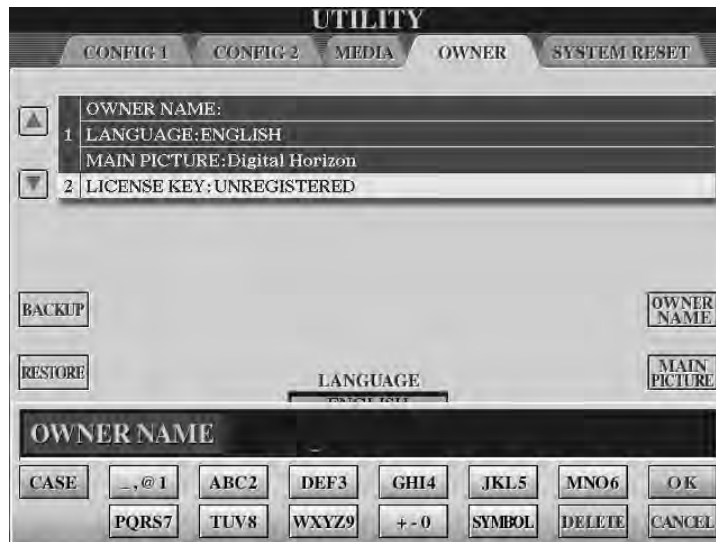 UTILITY
CONFIG 1 CONFIG 2 MEDIA OWNER SYSTEM RESET
OWNER NAME:
1 LANGUAGE:ENGLISH
MAIN PICTURE:Digital Horizon
2 LICENSE KEY:UNREGISTERED
BACKUP
OWNER NAME
RESTORE
LANGUAGE
MAIN PICTURE
ENGLISH
OWNER NAME _
CASE _,@1 ABC2 DEF3 GHI4 JKL5 MNO6 OK
PQRS7 TUV8 WXYZ9 +-0 SYMBOL DELETE CANCEL